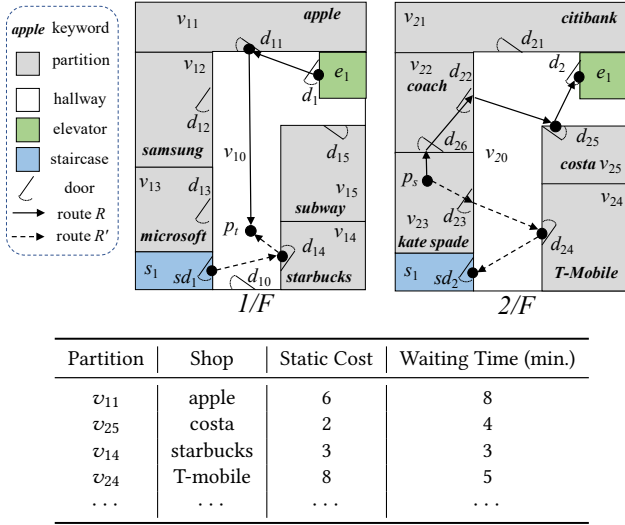 apple keyword
R partition
hallway
elevator
staircase
door
route R
route R'
v11
apple
d11
v12
e1
d1
d12
samsung
v10
d15
v13
d13
v15
subway
microsoft
pt
v14
d14
s1
sd1
d10
starbucks
1/F
v21
citibank
d21
v22
d22
d2
e1
coach
d26
d25
v20
costa v25
ps
d23
v24
v23
kate spade
d24
s1
sd2
T-Mobile
2/F
Partition Shop Static Cost Waiting Time (min.)
v11 apple 6 8
v25 costa 2 4
v14 starbucks 3 3
v24 T-mobile 8 5
... ... ... ...